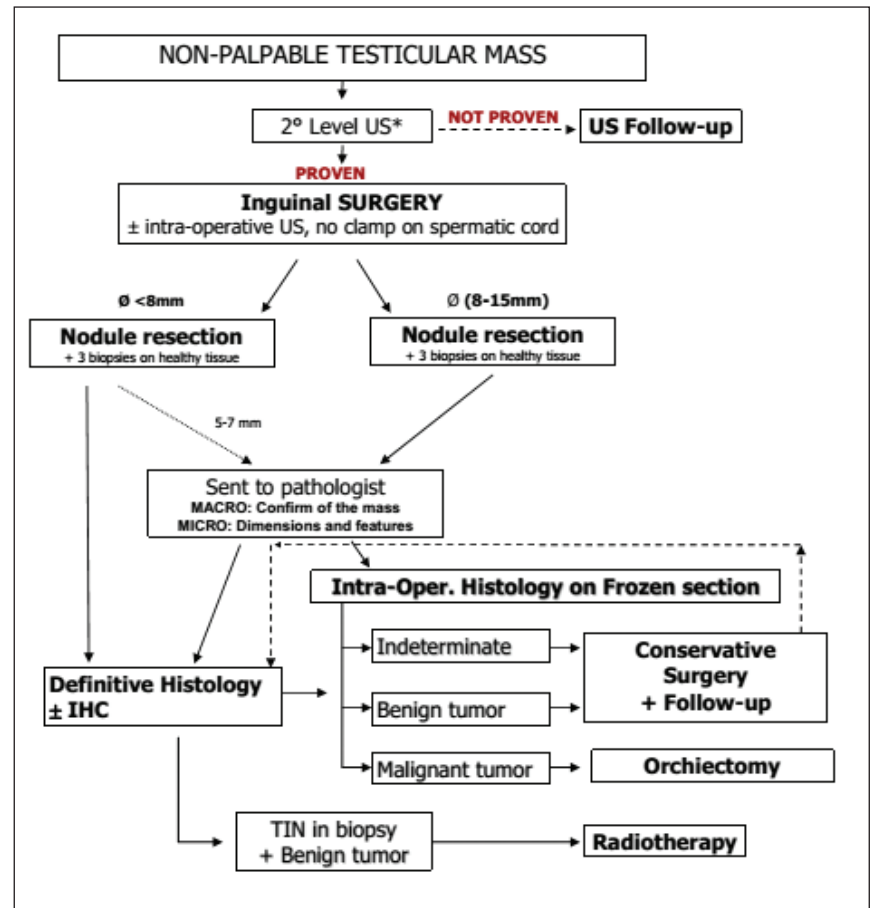 NON-PALPABLE TESTICULAR MASS
2° Level US*
NOT PROVEN
US Follow-up
PROVEN
Inguinal SURGERY
± intra-operative US, no clamp on spermatic cord
Ø <8mm
Ø (8-15mm)
Nodule resection
+ 3 biopsies on healthy tissue
Nodule resection
+ 3 biopsies on healthy tissue
5-7 mm
Sent to pathologist
MACRO: Confirm of the mass
MICRO: Dimensions and features
Intra-Oper. Histology on Frozen section
Indeterminate
Conservative
Surgery
+ Follow-up
Definitive Histology
± IHC
Benign tumor
Malignant tumor
Orchiectomy
TIN in biopsy
+ Benign tumor
Radiotherapy